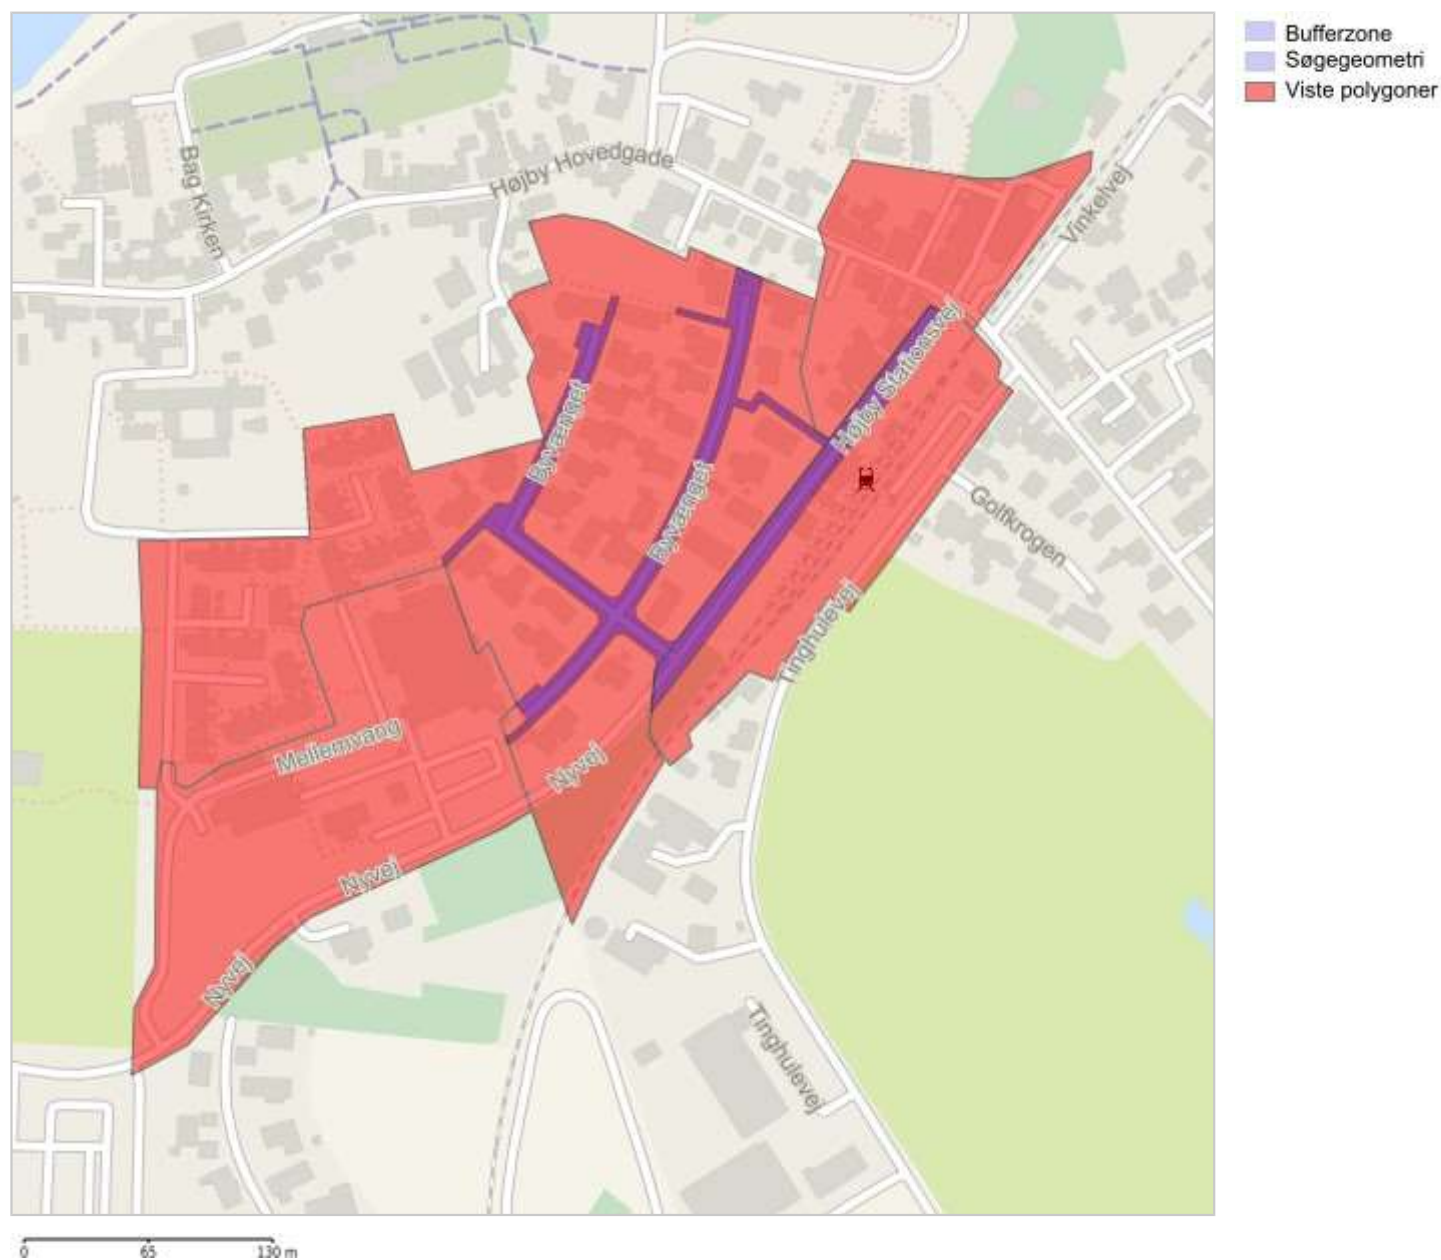 Bufferzone
Søgegeometri
Viste polygoner
Højby Hovedgade
Bag Kirken
Vinkelvej
Højby Stationsvej
Byvænget
Byvænget
Golfkrogen
Tinghulevej
Mellemvang
Nyvej
Nyvej
Nyvej
Tinghulevej
0 65 130 m